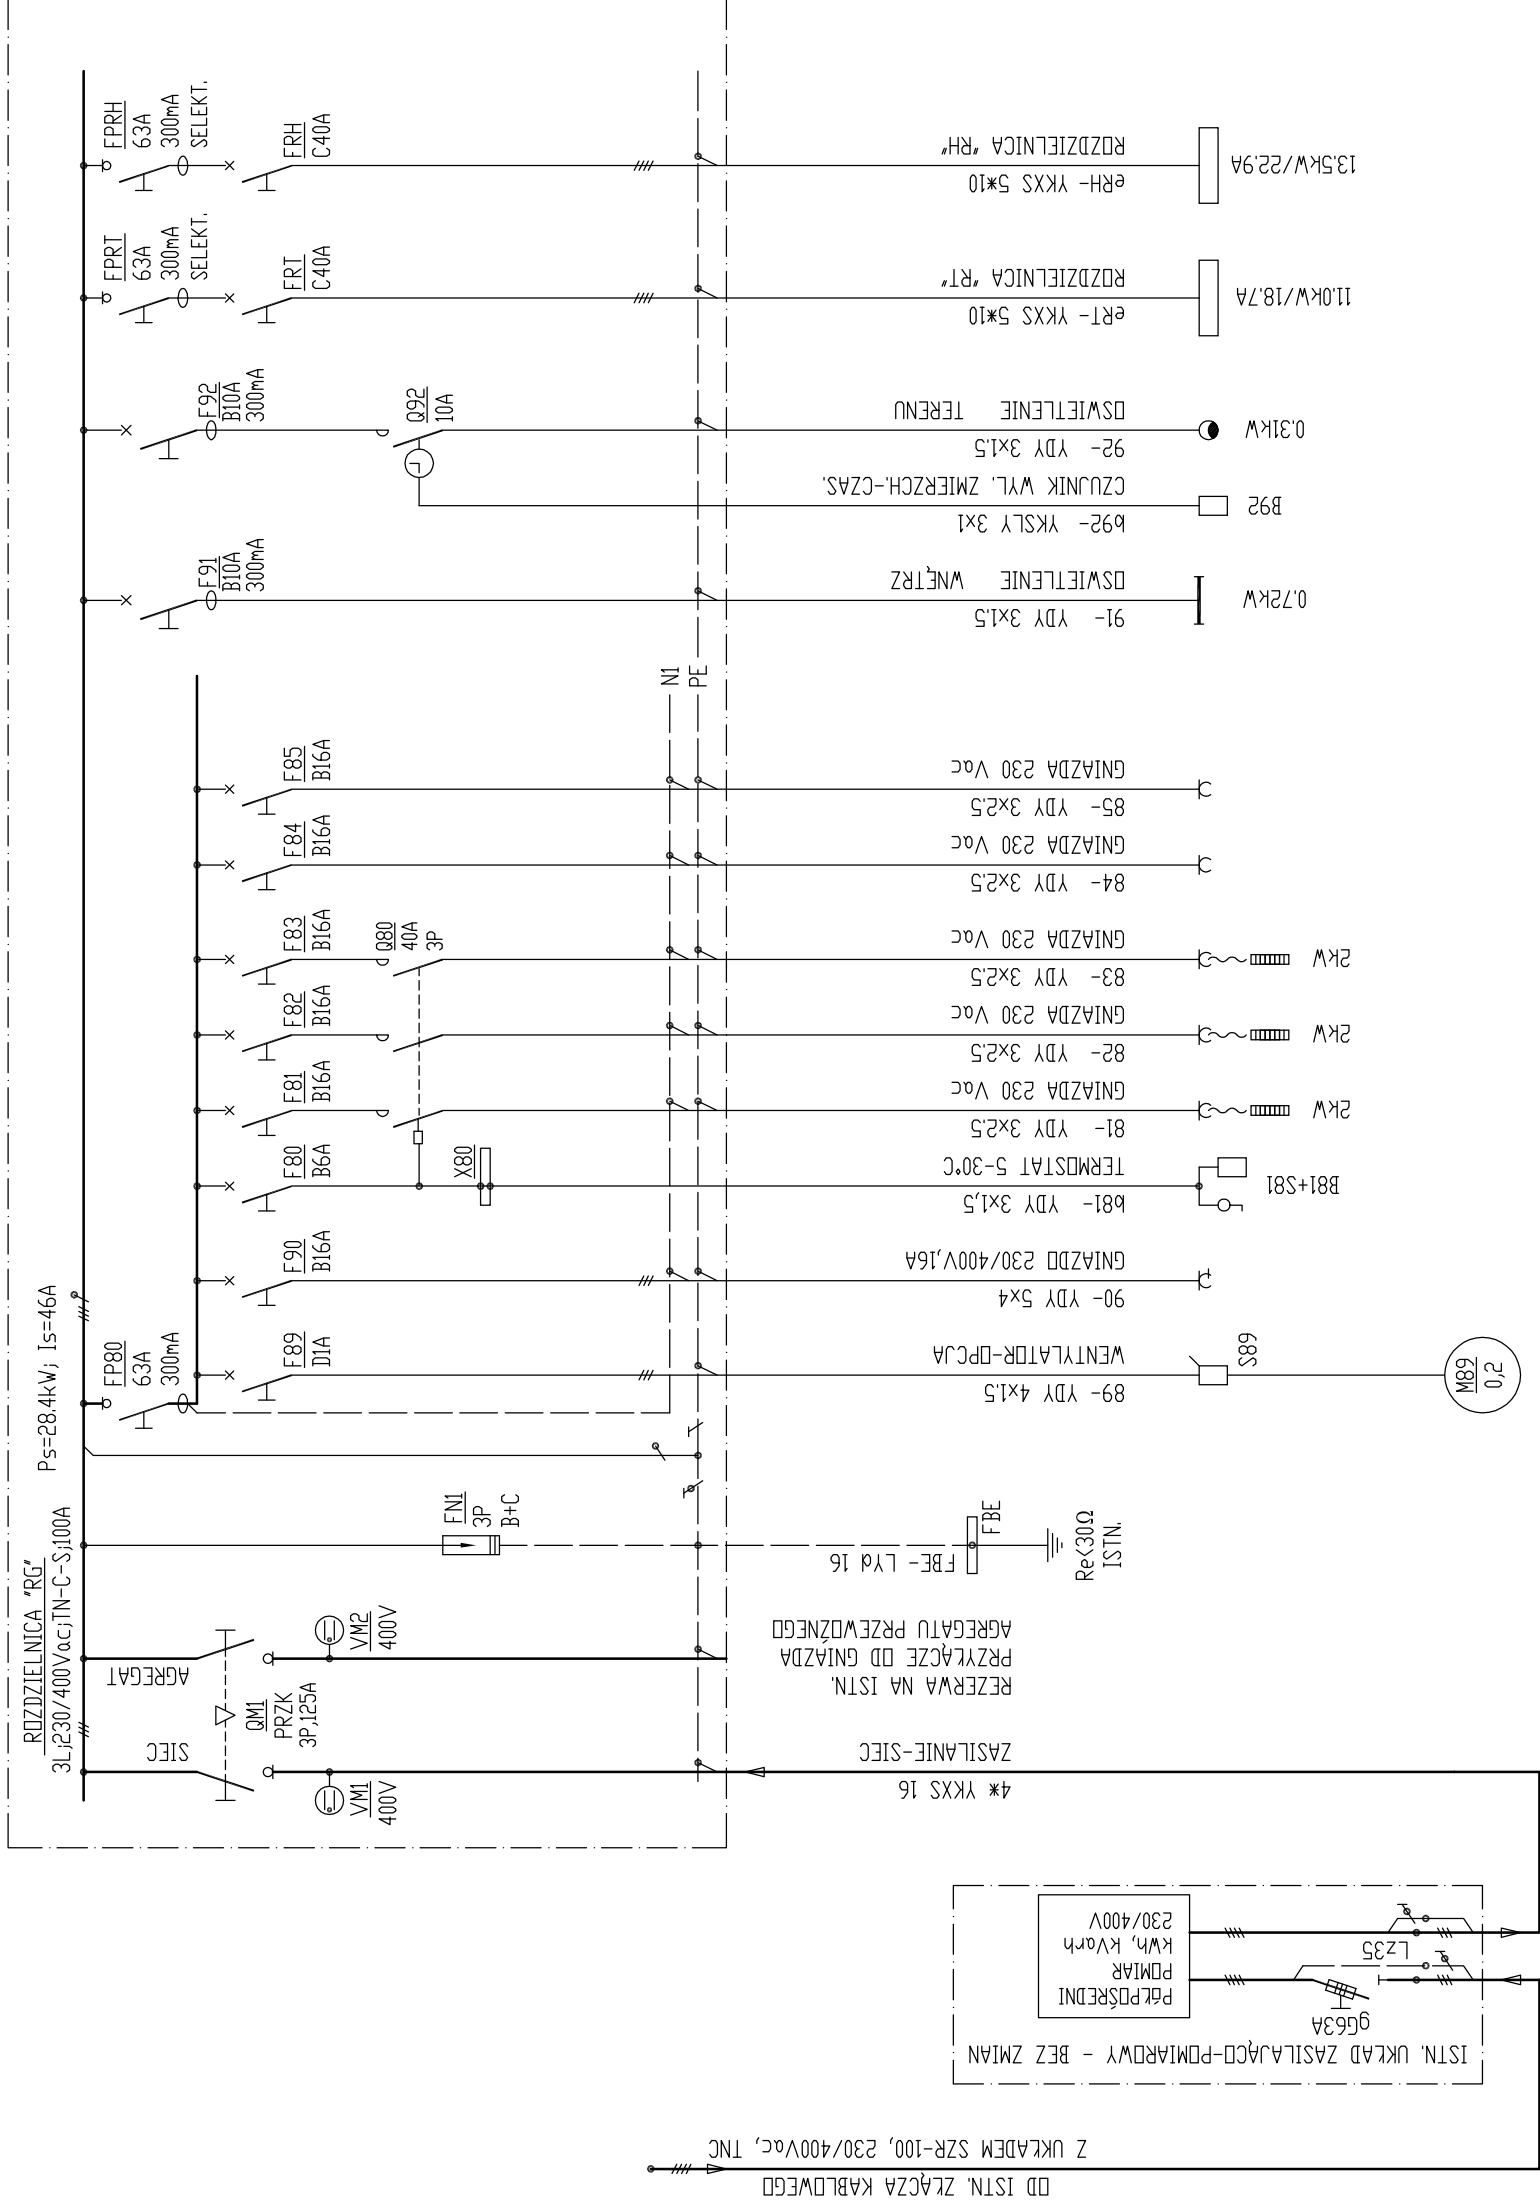 FPRH
63A
300mA
SELEKT.
FRH
C40A
ROZDZIELNICA "RH"
eRH- YKXS 5*10
13.5kW/22.9A
FPRT
63A
300mA
SELEKT.
FRT
C40A
ROZDZIELNICA "RT"
eRT- YKXS 5*10
11.0kW/18.7A
F92
B10A
300mA
Q92
10A
OSWIETLENIE TERENU
92- YDY 3x1.5
0.31kW
CZUJNIK WYL. ZMIERZCH.-CZAS.
b92- YKSLY 3x1
B92
F91
B10A
300mA
OSWIETLENIE WNĘTRZ
91- YDY 3x1.5
0.72kW
N1
PE
F85
B16A
GNIAZDA 230 Vac
85- YDY 3x2.5
F84
B16A
GNIAZDA 230 Vac
84- YDY 3x2.5
F83
B16A
Q80
40A
3P
GNIAZDA 230 Vac
83- YDY 3x2.5
2kW
F82
B16A
GNIAZDA 230 Vac
82- YDY 3x2.5
2kW
F81
B16A
GNIAZDA 230 Vac
81- YDY 3x2.5
2kW
F80
B6A
X80
TERMOSTAT 5-30°C
b81- YDY 3x1,5
B81+S81
F90
B16A
GNIAZDO 230/400V,16A
90- YDY 5x4
F89
D1A
WENTYLATOR-OPCJA
89- YDY 4x1.5
S89
M89
0,2
Ps=28.4kW; Is=46A
FP80
63A
300mA
ROZDZIELNICA "RG"
3L;230/400Vac;TN-C-S;100A
FN1
3P
B+C
FBE- LYd 16
FBE
Re<30Ω
ISTN.
AGREGAT
VM2
400V
REZERWA NA ISTN.
PRZYŁĄCZE OD GNIAZDA
AGREGATU PRZEWOŹNEGO
QM1
PRZK
3P,125A
SIEC
VM1
400V
ZASILANIE-SIEC
4* YKXS 16
PÓŁPOŚREDNI
POMIAR
kWh, kVarh
230/400V
Lz35
gG63A
ISTN. UKŁAD ZASILAJĄCO-POMIAROWY - BEZ ZMIAN
OD ISTN. ZŁĄCZA KABLOWEGO
Z UKŁADEM SZR-100, 230/400Vac, TNC